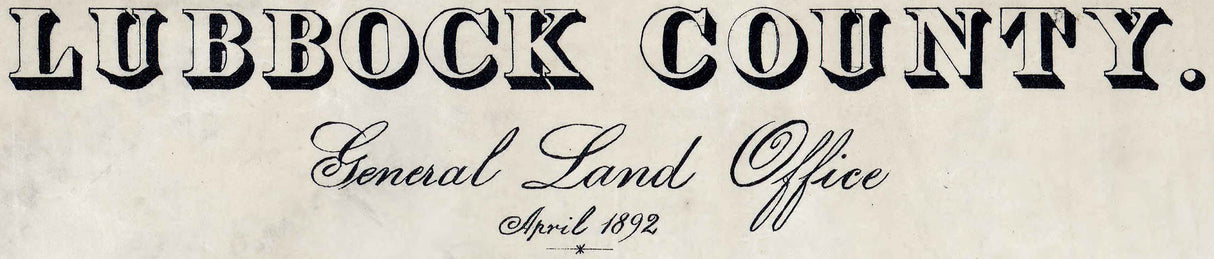 LUBBOCK COUNTY.
General Land Office
April 1892